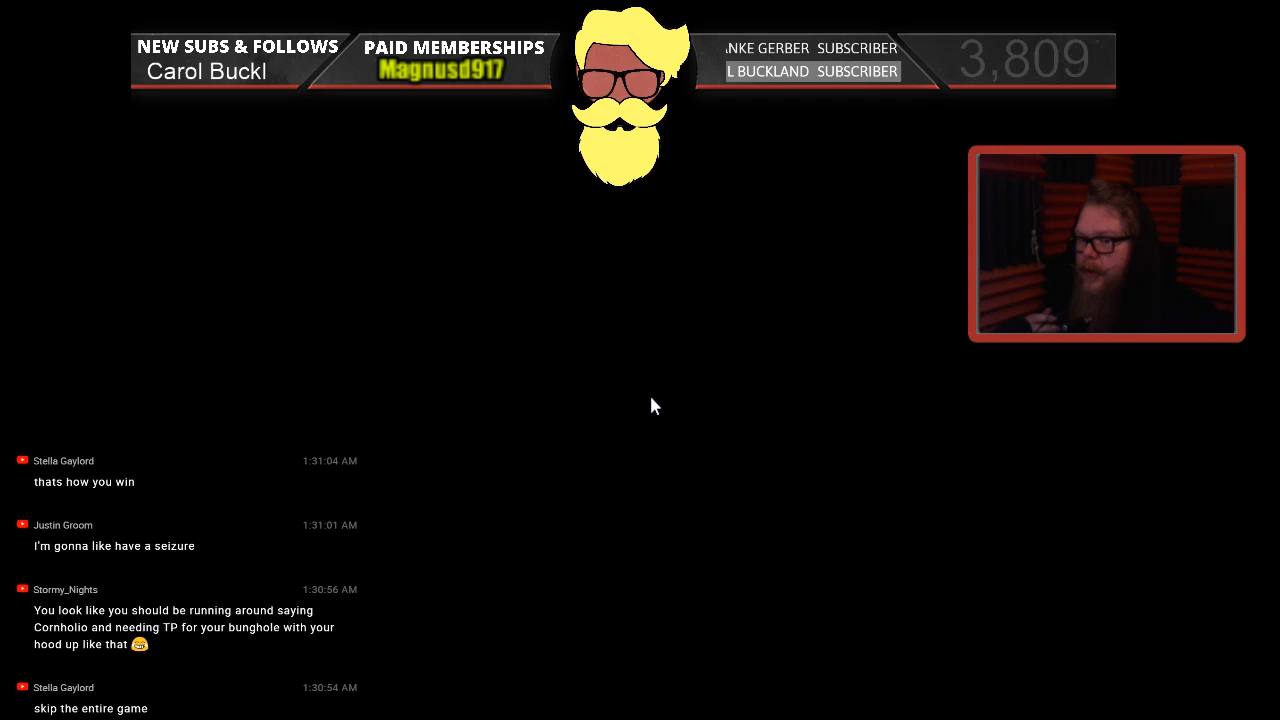 NEW SUBS & FOLLOWS
Carol Buckl
PAID MEMBERSHIPS
Magnusd917
NKE GERBER SUBSCRIBER
L BUCKLAND SUBSCRIBER
3,809
Stella Gaylord 1:31:04 AM
thats how you win
Justin Groom 1:31:01 AM
I'm gonna like have a seizure
Stormy_Nights 1:30:56 AM
You look like you should be running around saying
Cornholio and needing TP for your bunghole with your
hood up like that 😂
Stella Gaylord 1:30:54 AM
skip the entire game